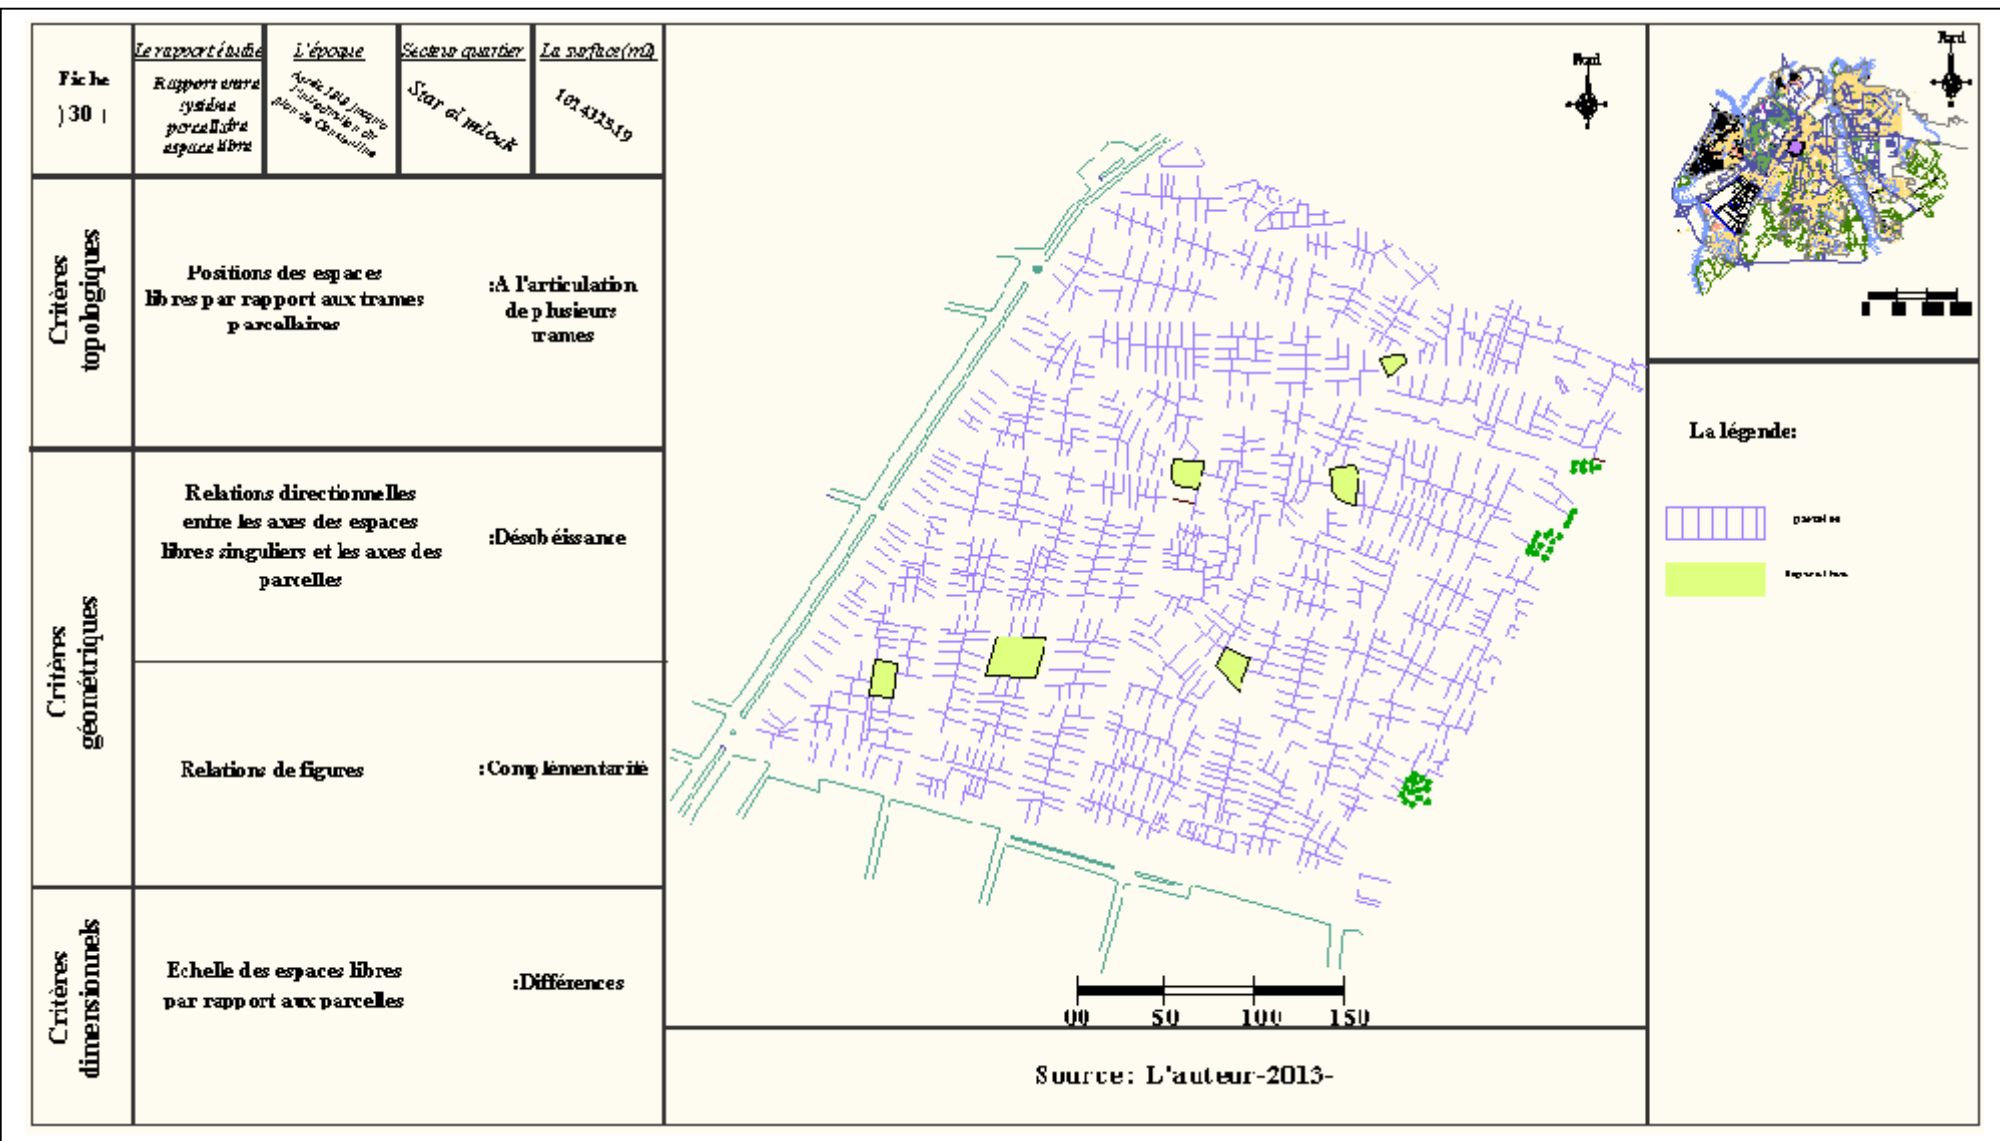 Fiche
)30 (
Le rapport étudié
Rapport entre
système
parcellaire
espace libre
L'époque
Secteur quartier
Star el mlouk
La surface(m2)
Critères
topologiques
Positions des espaces
libres par rapport aux trames
parcellaires
:A l'articulation
de plusieurs
trames
Critères
géométriques
Relations directionnelles
entre les axes des espaces
libres singuliers et les axes des
parcelles
:Désobéissance
Relations de figures
:Complémentarité
Critères
dimensionnels
Echelle des espaces libres
par rapport aux parcelles
:Différences
Nord
00 50 100 150
Source: L'auteur-2013-
Nord
La légende: